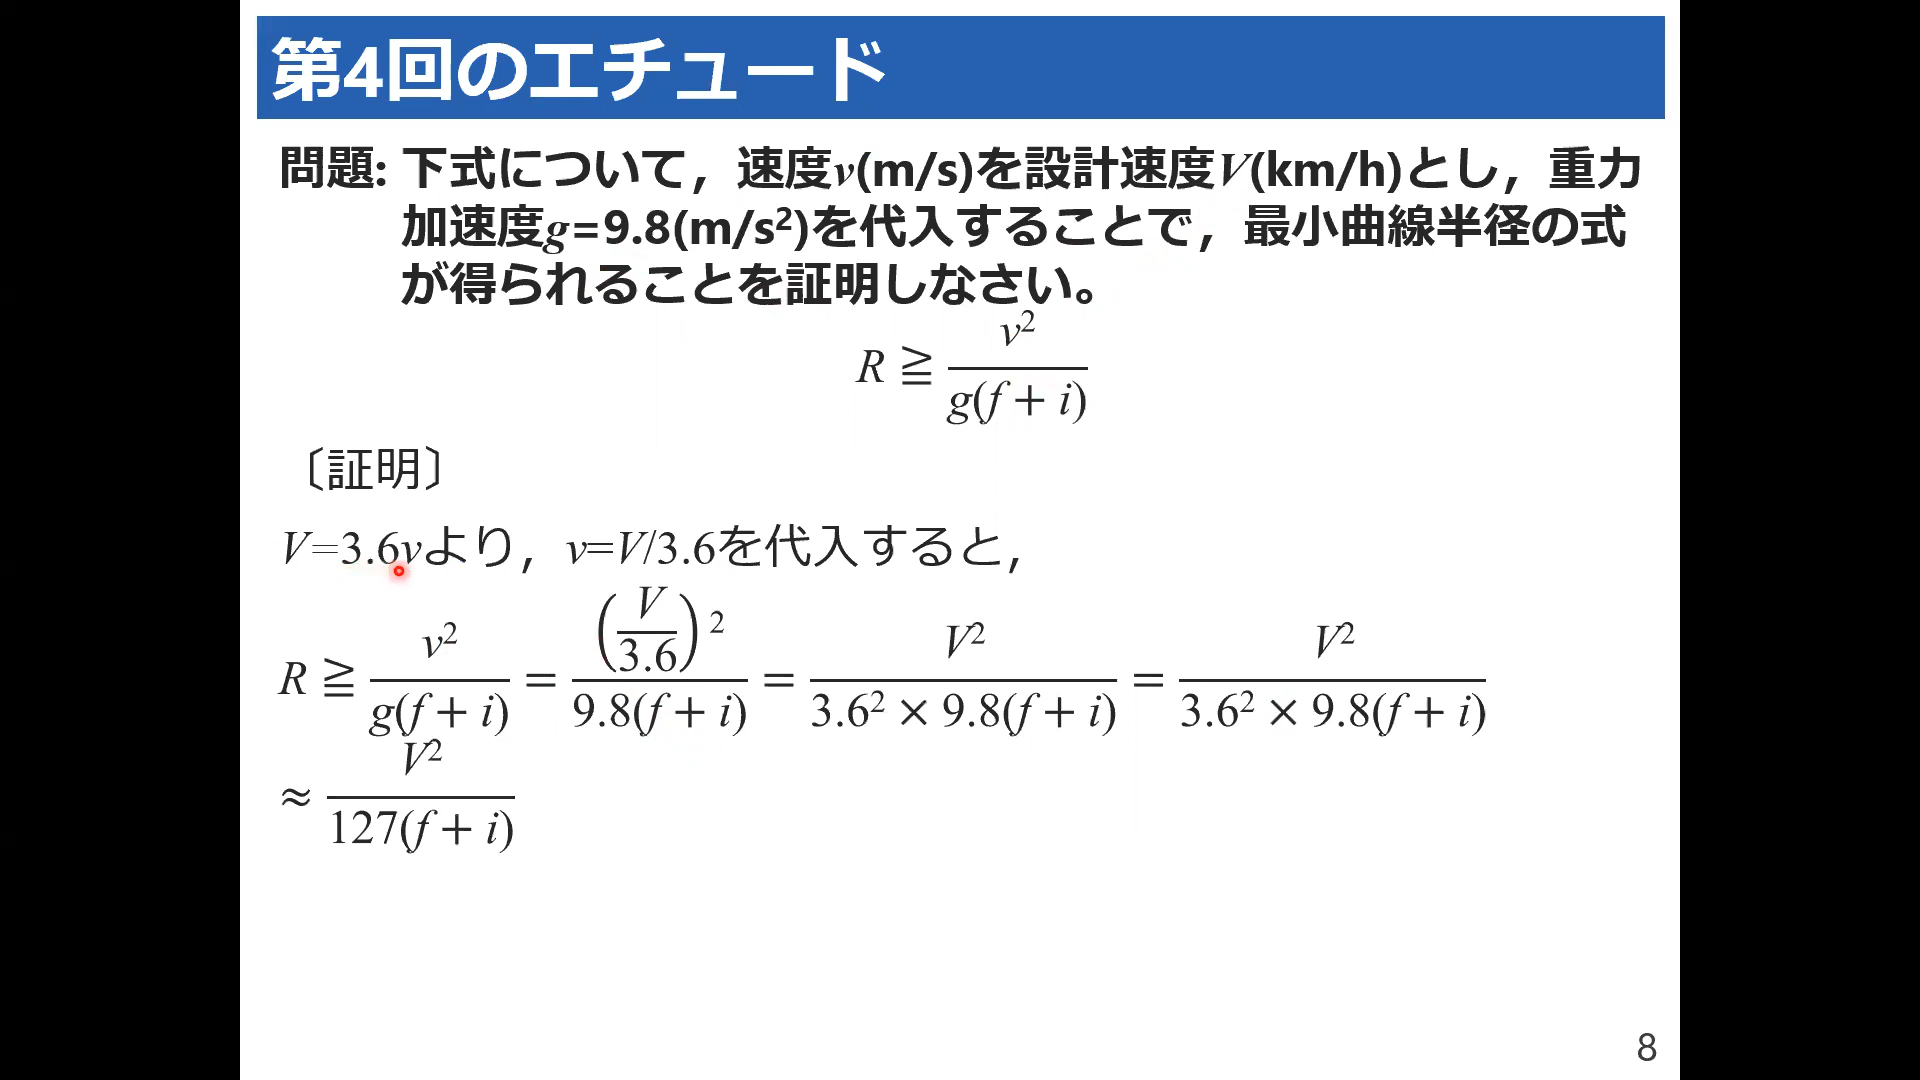 第4回のエチュード
問題: 下式について，速度v(m/s)を設計速度V(km/h)とし，重力
加速度g=9.8(m/s²)を代入することで，最小曲線半径の式
が得られることを証明しなさい。
R ≧ v²/g(f + i)
〔証明〕
V=3.6vより，v=V/3.6を代入すると，
R ≧ v²/g(f + i) = (V/3.6)²/9.8(f + i) = V²/3.6² × 9.8(f + i) = V²/3.6² × 9.8(f + i)
≈ V²/127(f + i)
8